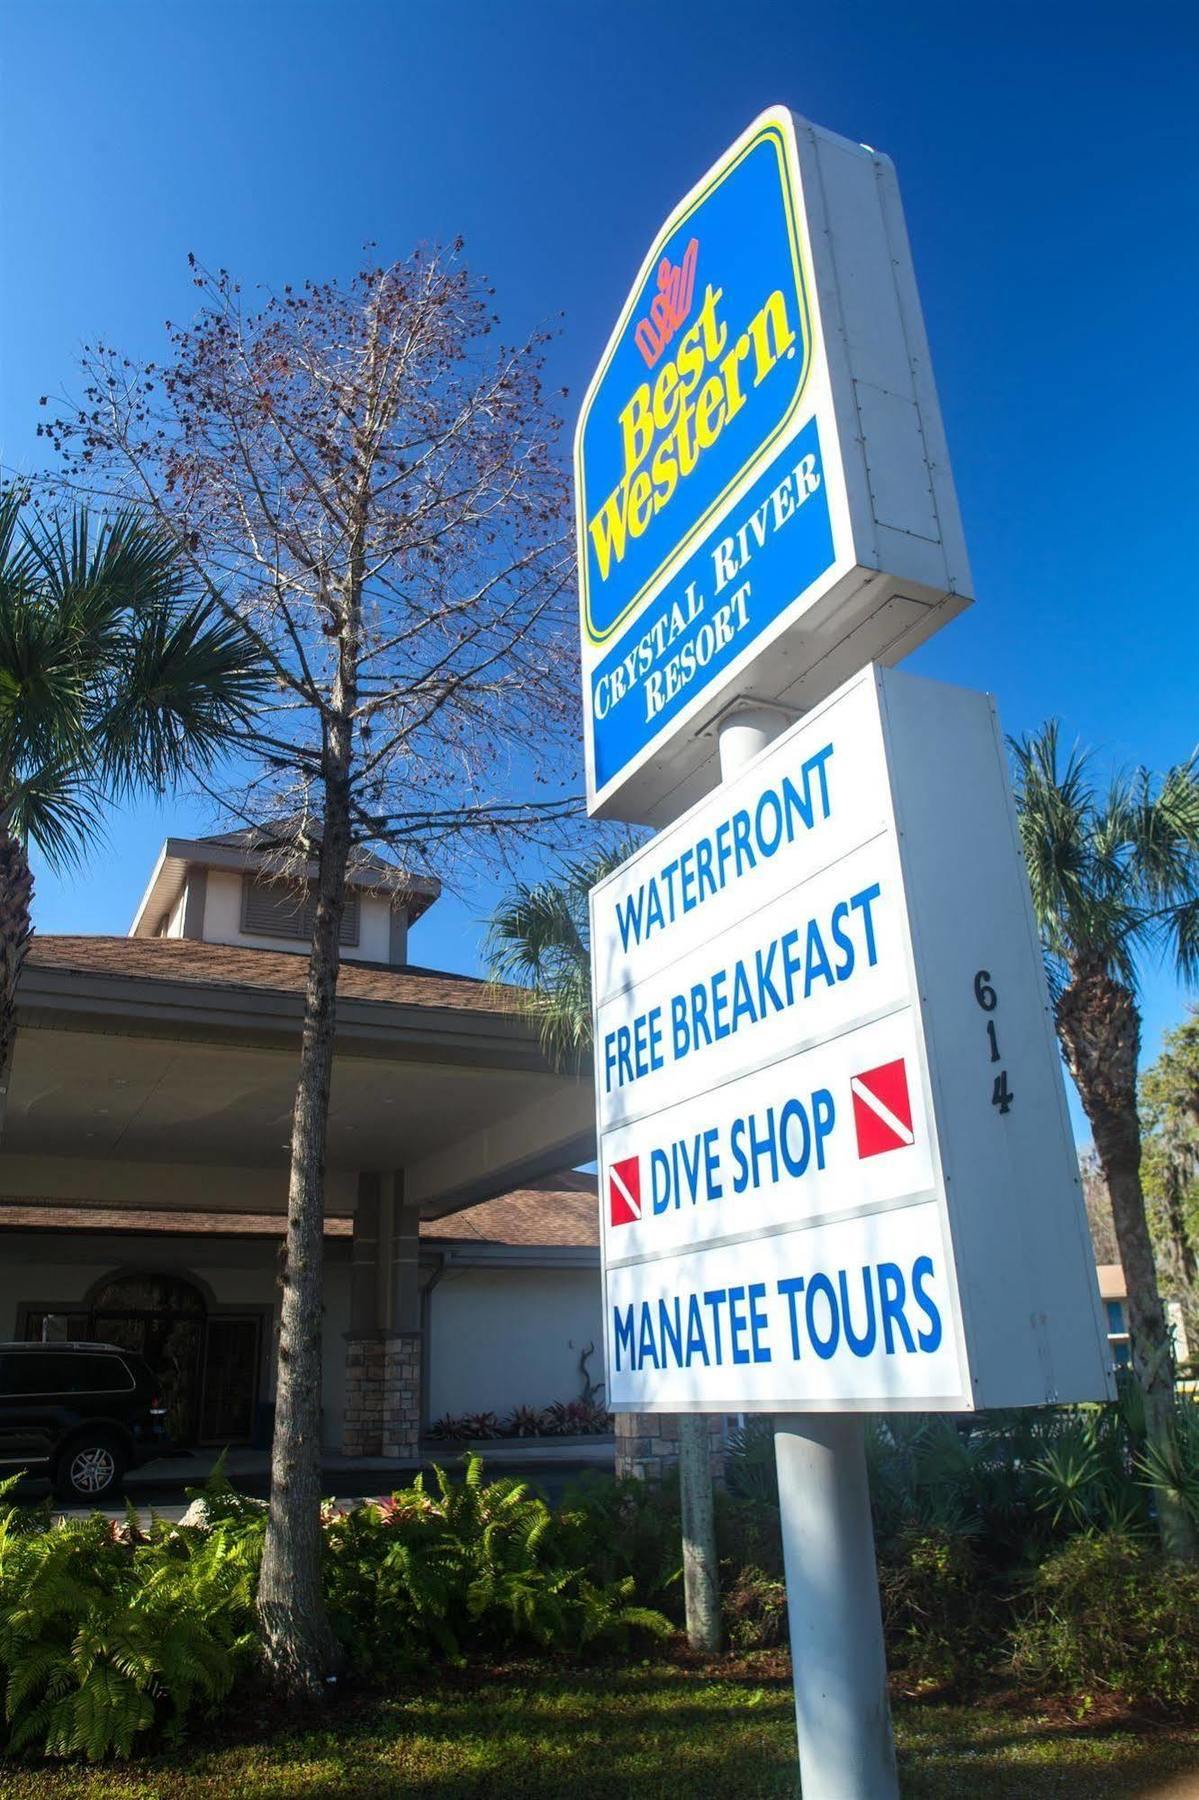 Best
Western
CRYSTAL RIVER
RESORT
WATERFRONT
FREE BREAKFAST
DIVE SHOP
MANATEE TOURS
614